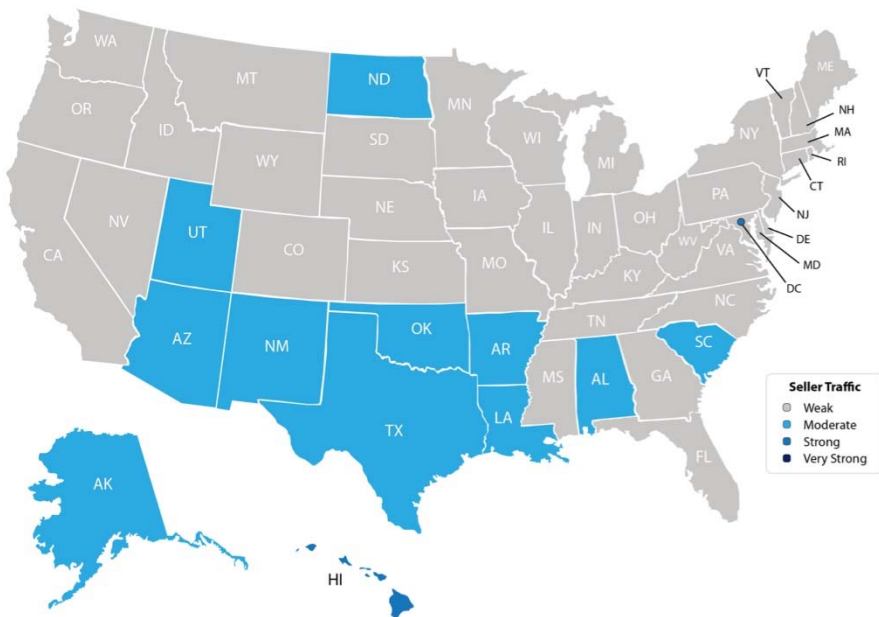 WA
OR
CA
NV
ID
MT
WY
UT
AZ
CO
NM
ND
SD
NE
KS
OK
TX
MN
IA
MO
AR
LA
WI
IL
MI
IN
OH
KY
TN
MS
AL
GA
FL
SC
NC
VA
WV
PA
NY
ME
VT
NH
MA
RI
CT
NJ
DE
MD
DC
AK
HI
Seller Traffic
Weak
Moderate
Strong
Very Strong